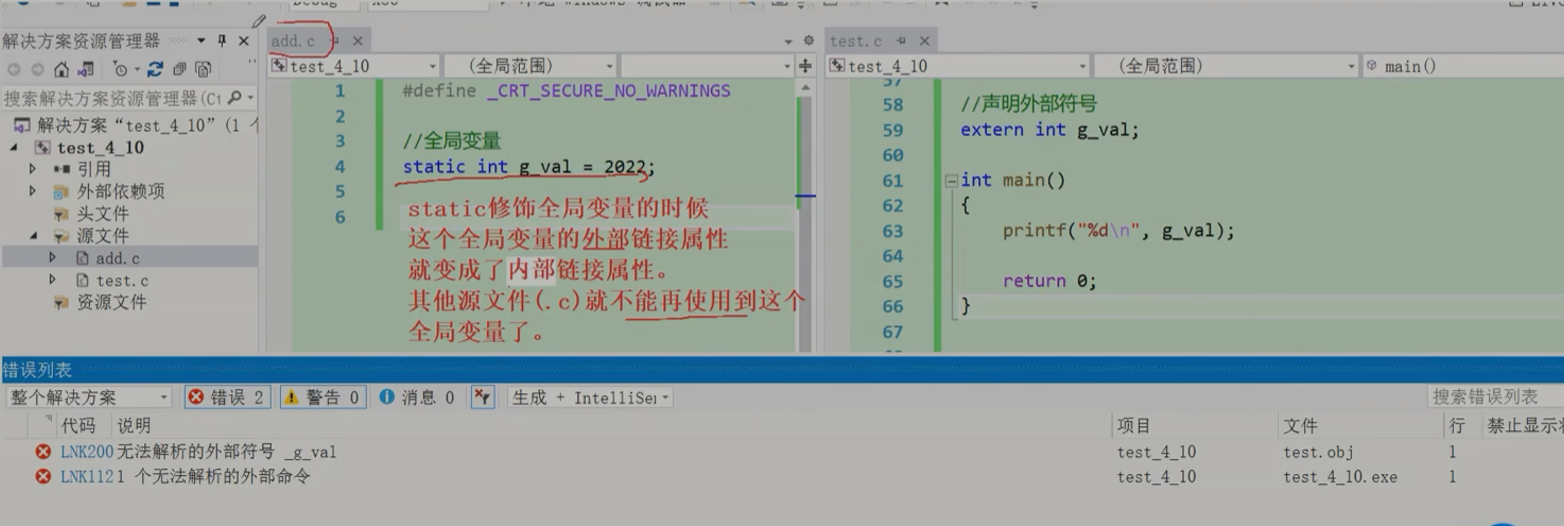 解决方案资源管理器
add.c
test.c
test_4_10
(全局范围)
test_4_10
(全局范围)
main()
搜索解决方案资源管理器(Ct
解决方案“test_4_10”(1 个
test_4_10
引用
外部依赖项
头文件
源文件
add.c
test.c
资源文件
1
#define _CRT_SECURE_NO_WARNINGS
2
3
//全局变量
4
static int g_val = 2022;
5
6
static修饰全局变量的时候
这个全局变量的外部链接属性
就变成了内部链接属性。
其他源文件(.c)就不能再使用到这个
全局变量了。
57
58
//声明外部符号
59
extern int g_val;
60
61
int main()
62
{
63
printf("%d\n", g_val);
64
65
return 0;
66
}
67
错误列表
整个解决方案
错误 2
警告 0
消息 0
生成 + IntelliSe
搜索错误列表
代码 说明 项目 文件 行 禁止显示状
LNK200 无法解析的外部符号 _g_val test_4_10 test.obj 1
LNK112 1 个无法解析的外部命令 test_4_10 test_4_10.exe 1